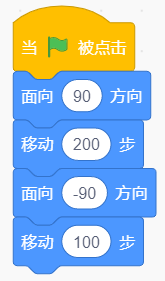 当 被点击
面向 90 方向
移动 200 步
面向 -90 方向
移动 100 步